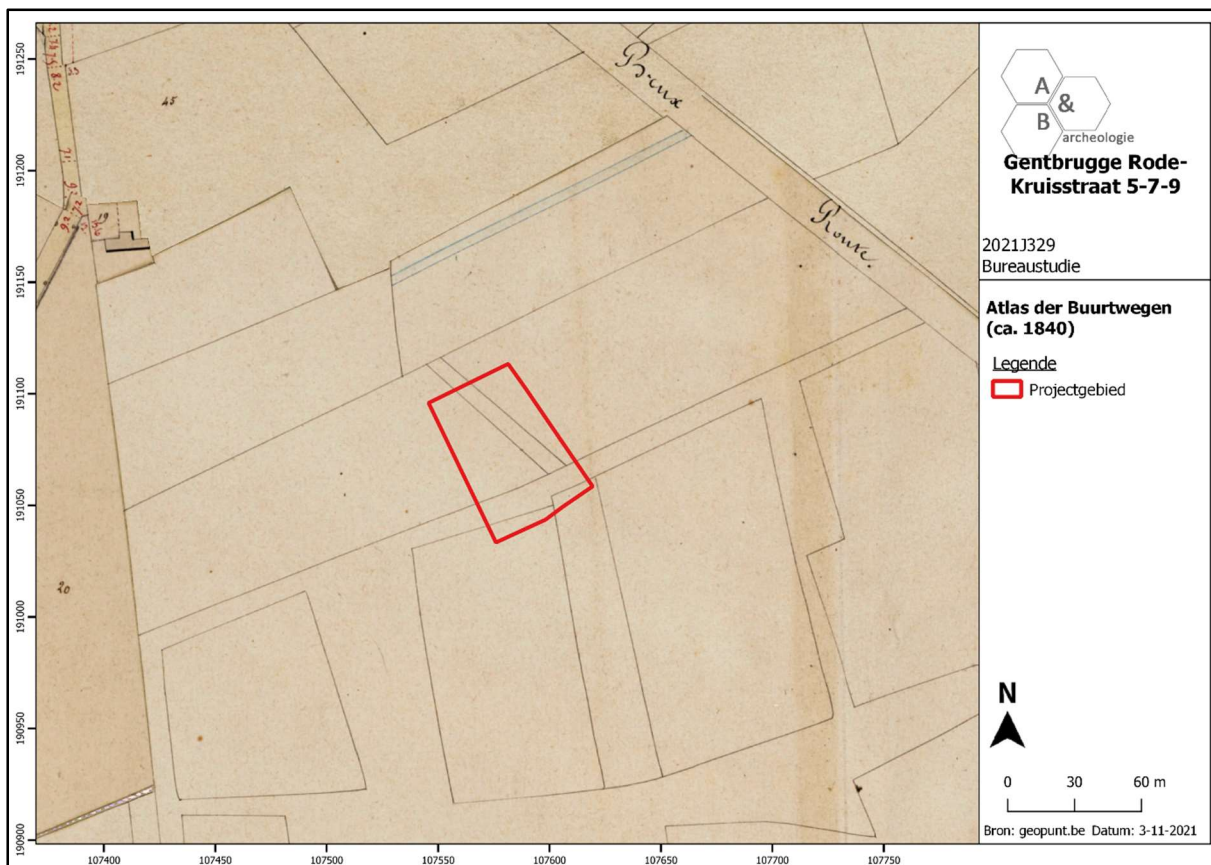 191250
191200
191150
191100
191050
191000
190950
190900
107400
107450
107500
107550
107600
107650
107700
107750
45
19
20
Route.
A
&
B
archeologie
Gentbrugge Rode-
Kruisstraat 5-7-9
2021J329
Bureaustudie
Atlas der Buurtwegen
(ca. 1840)
Legende
Projectgebied
N
0 30 60 m
Bron: geopunt.be Datum: 3-11-2021